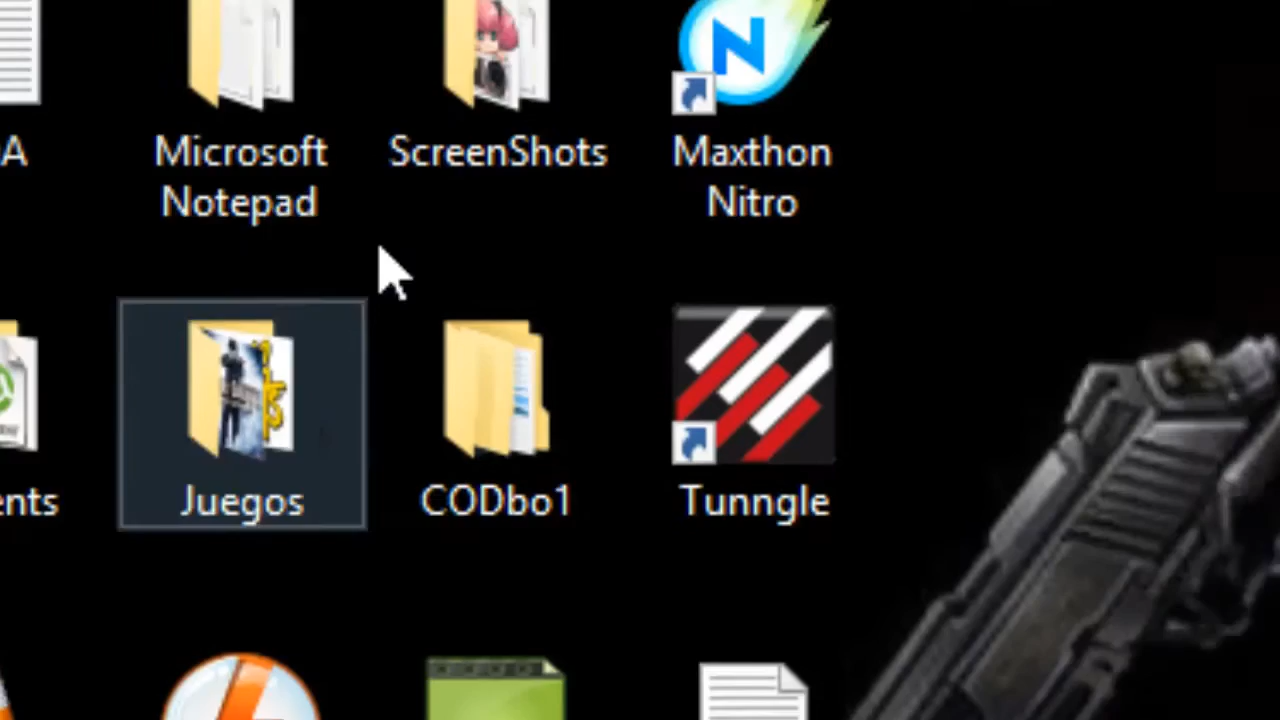 A
Microsoft
Notepad
ScreenShots
Maxthon
Nitro
ents
Juegos
CODbo1
Tunngle